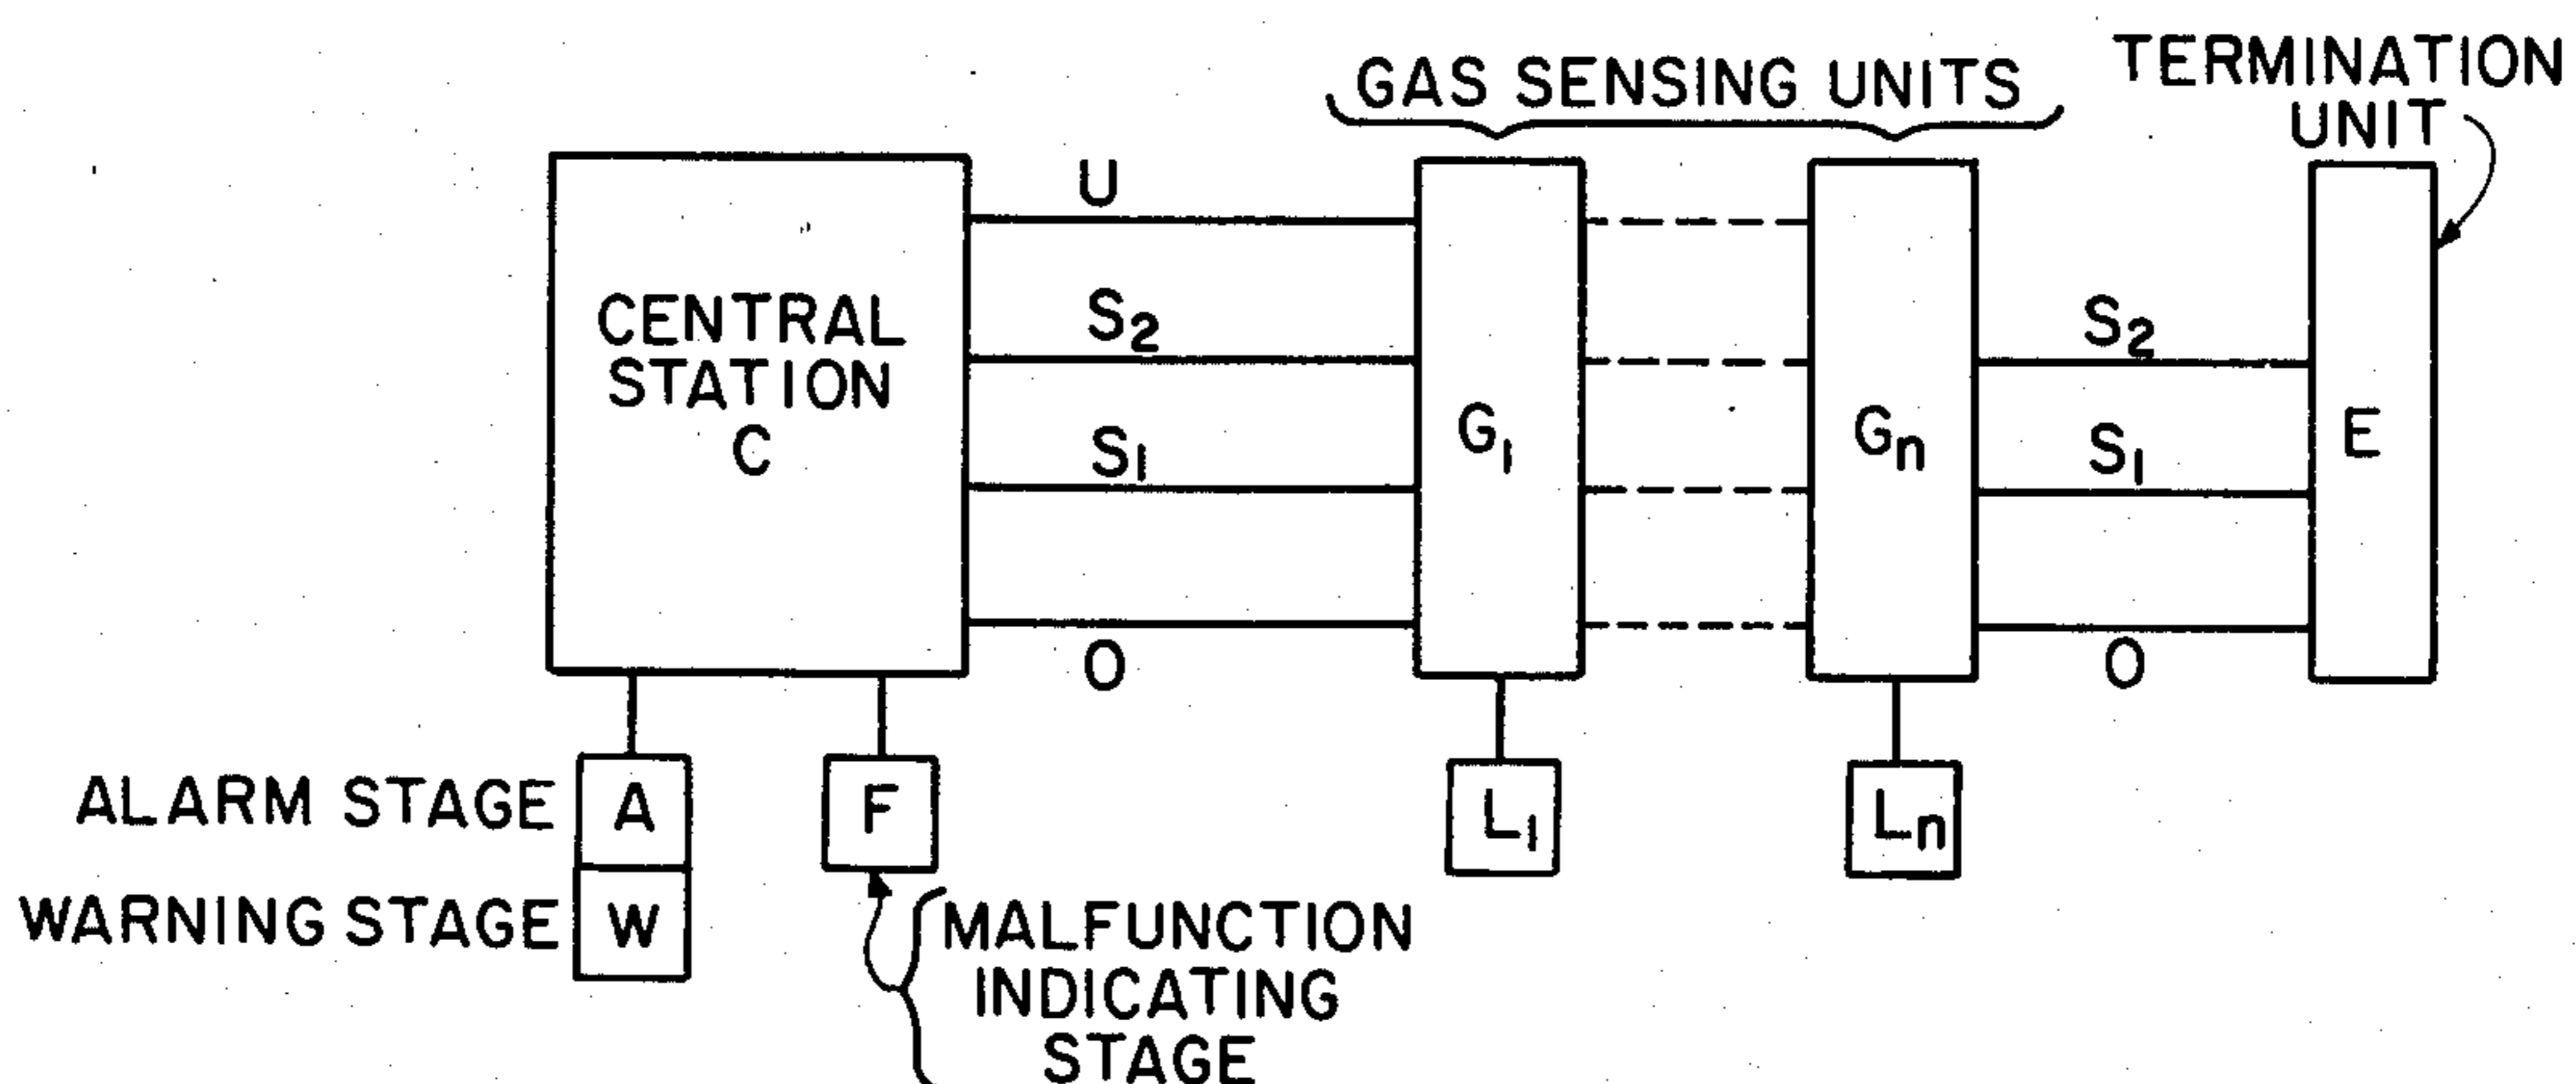 GAS SENSING UNITS
TERMINATION
UNIT
U
S2
S1
O
CENTRAL
STATION
C
G1
Gn
S2
S1
O
E
ALARM STAGE
A
F
L1
Ln
WARNING STAGE
W
MALFUNCTION
INDICATING
STAGE